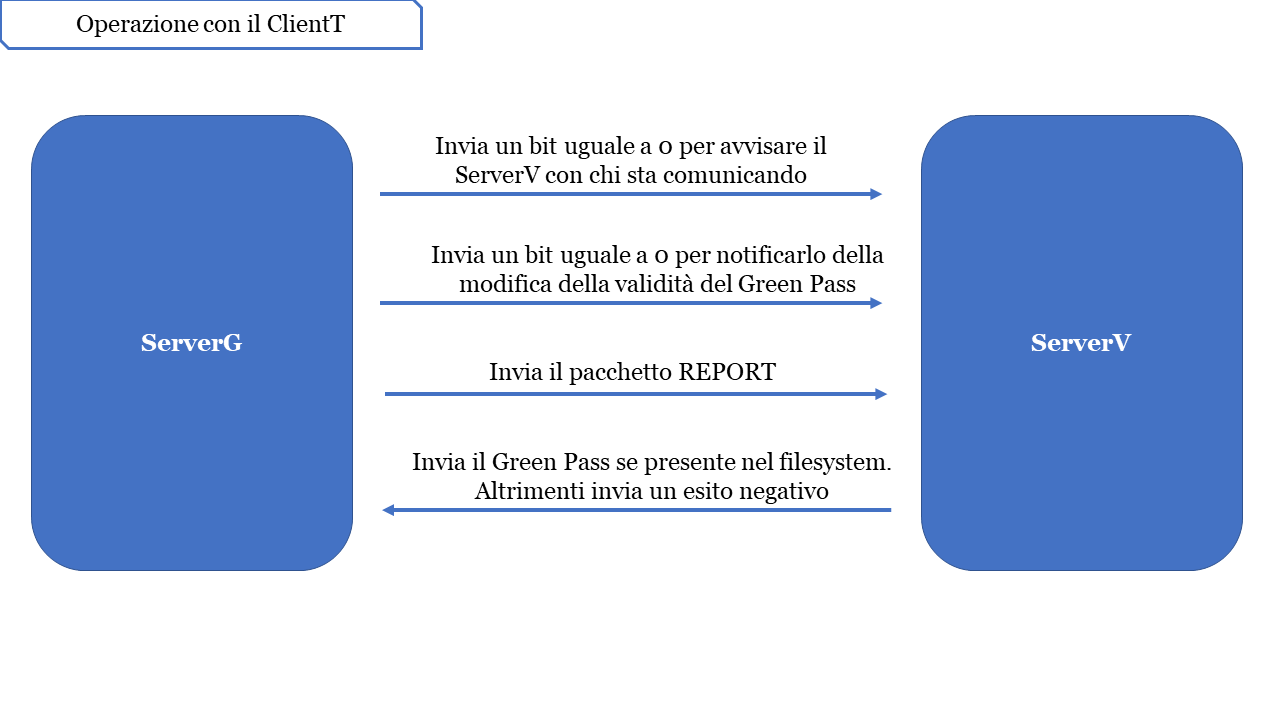 Operazione con il ClientT
Invia un bit uguale a 0 per avvisare il
ServerV con chi sta comunicando
Invia un bit uguale a 0 per notificarlo della
modifica della validità del Green Pass
ServerG
ServerV
Invia il pacchetto REPORT
Invia il Green Pass se presente nel filesystem.
Altrimenti invia un esito negativo